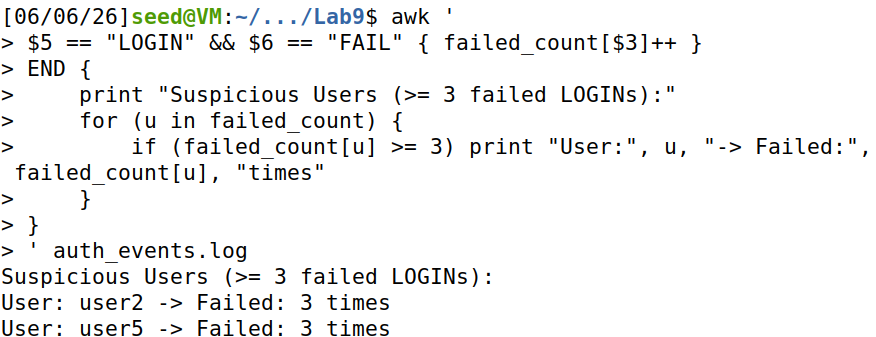 [06/06/26]seed@VM:~/.../Lab9$ awk '
> $5 == "LOGIN" && $6 == "FAIL" { failed_count[$3]++ }
> END {
>     print "Suspicious Users (>= 3 failed LOGINs):"
>     for (u in failed_count) {
>         if (failed_count[u] >= 3) print "User:", u, "-> Failed:",
 failed_count[u], "times"
>     }
> }
> ' auth_events.log
Suspicious Users (>= 3 failed LOGINs):
User: user2 -> Failed: 3 times
User: user5 -> Failed: 3 times